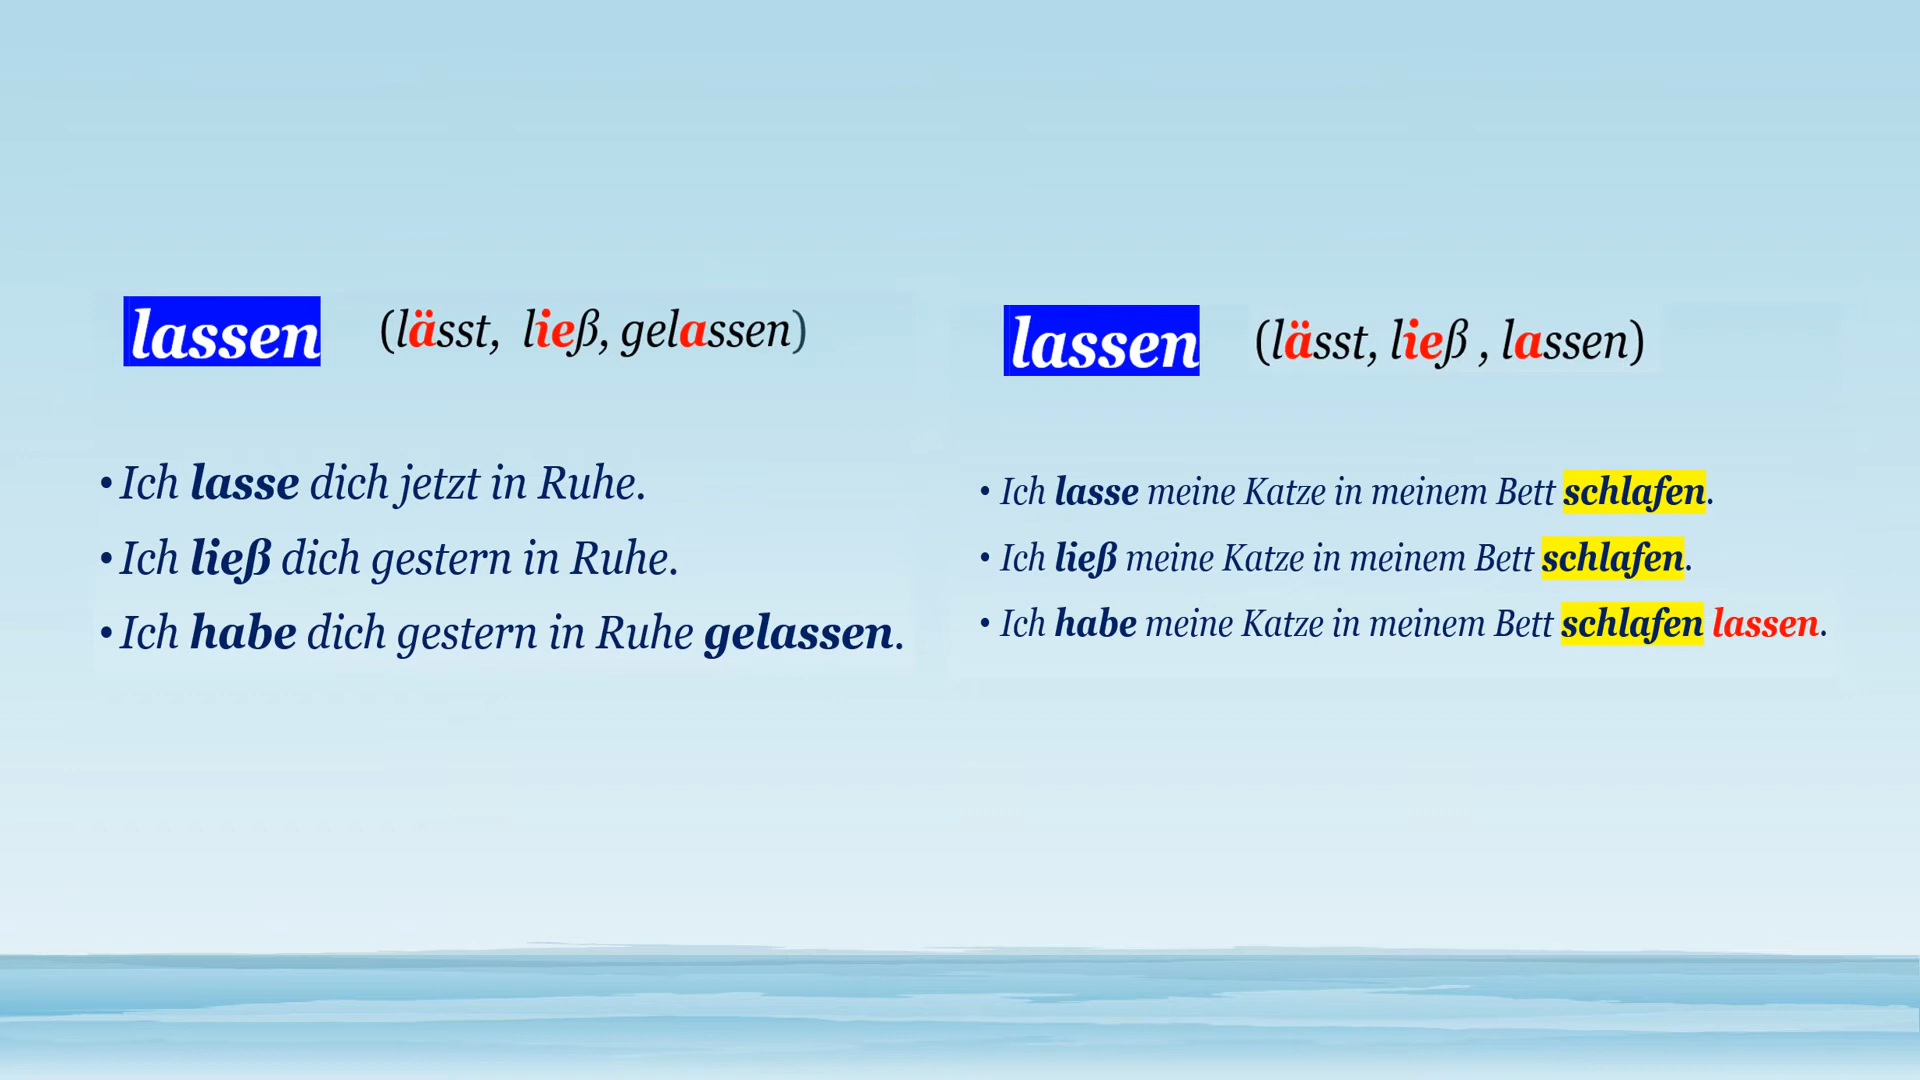 lassen (lässt, ließ, gelassen)
• Ich lasse dich jetzt in Ruhe.
• Ich ließ dich gestern in Ruhe.
• Ich habe dich gestern in Ruhe gelassen.
lassen (lässt, ließ , lassen)
• Ich lasse meine Katze in meinem Bett schlafen.
• Ich ließ meine Katze in meinem Bett schlafen.
• Ich habe meine Katze in meinem Bett schlafen lassen.